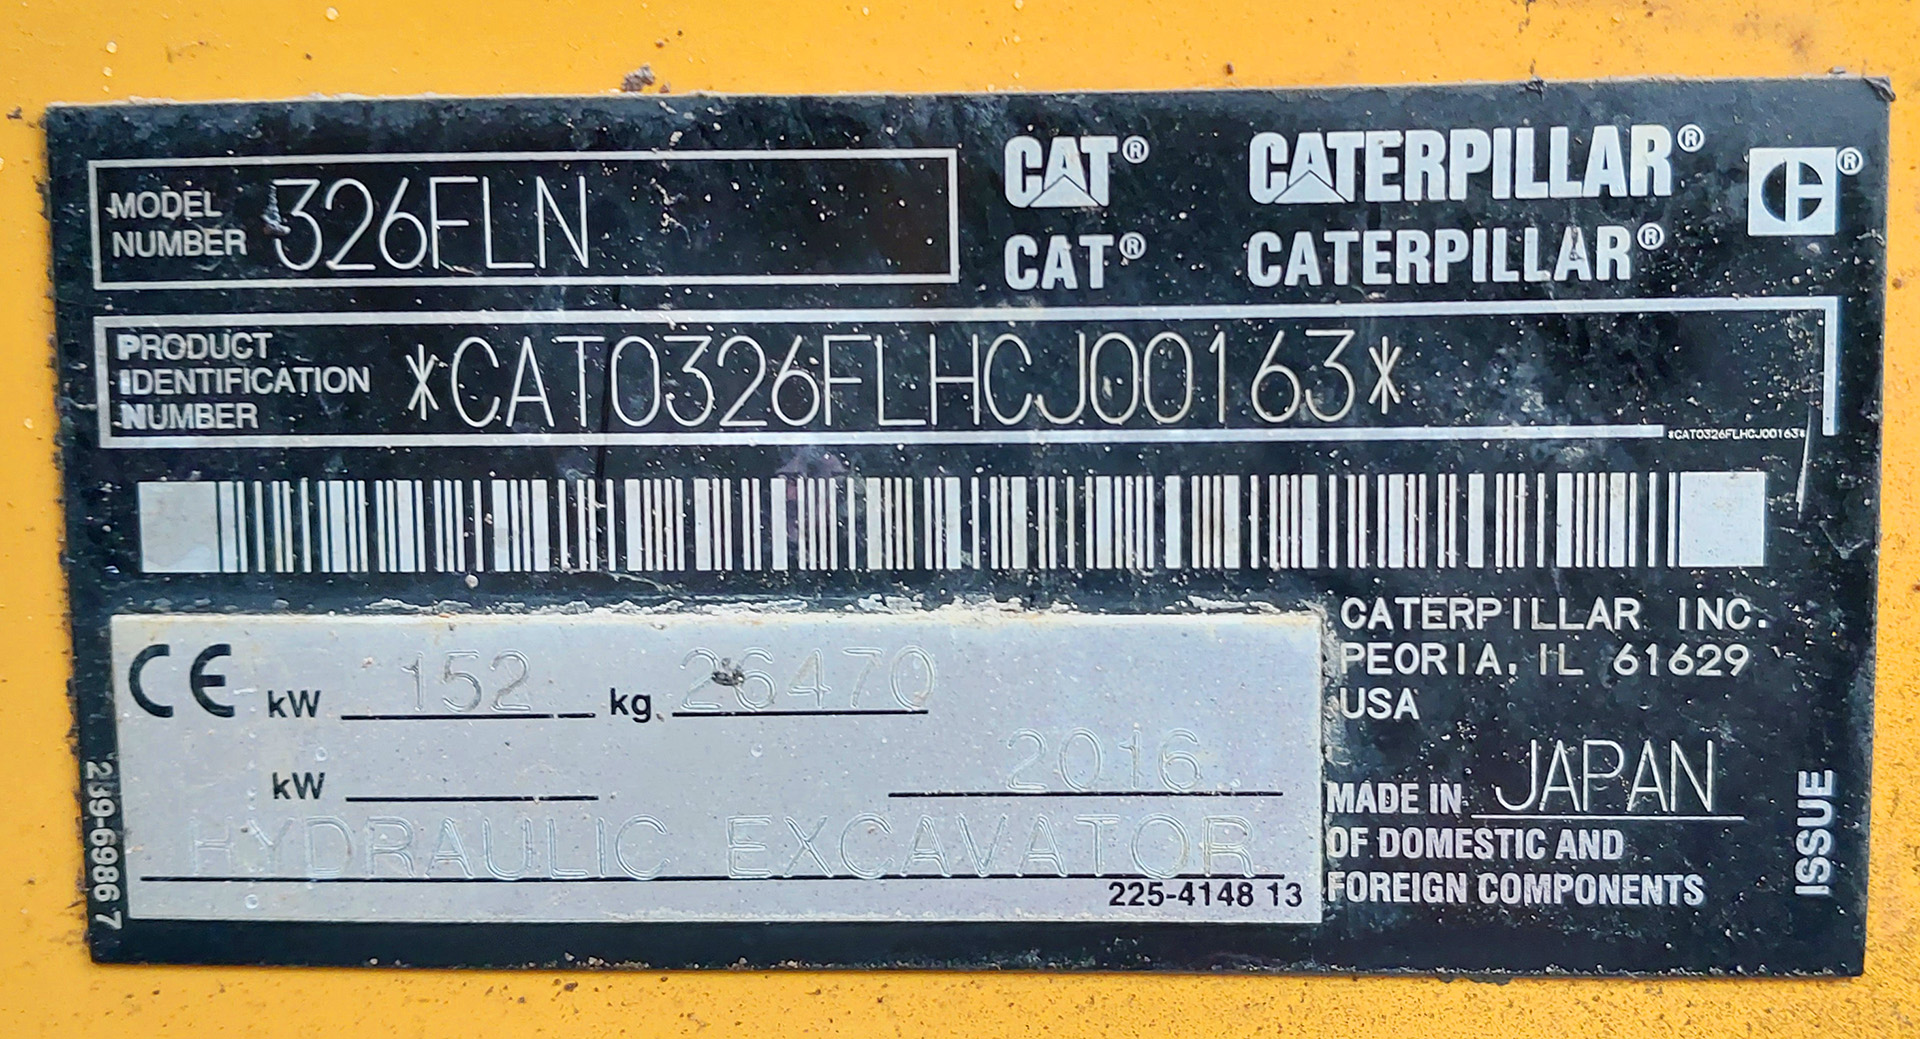 MODEL NUMBER 326FLN
CAT® CATERPILLAR®
CAT® CATERPILLAR®
PRODUCT
IDENTIFICATION
NUMBER
*CAT0326FLHCJ00163*
*CAT0326FLHCJ00163*
CE kW 152 kg 26470
kW 2016
HYDRAULIC EXCAVATOR
225-4148 13
CATERPILLAR INC.
PEORIA, IL 61629
USA
MADE IN JAPAN
OF DOMESTIC AND
FOREIGN COMPONENTS
ISSUE
239-6986 7